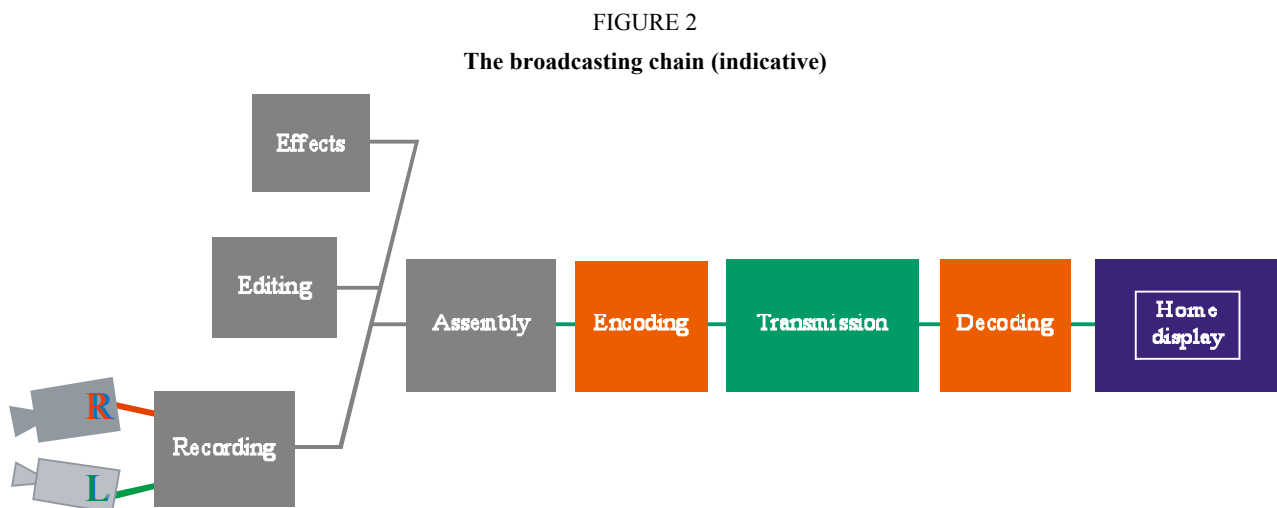 FIGURE 2
The broadcasting chain (indicative)
Effects
Editing
Assembly
Encoding
Transmission
Decoding
Home
display
R
Recording
L